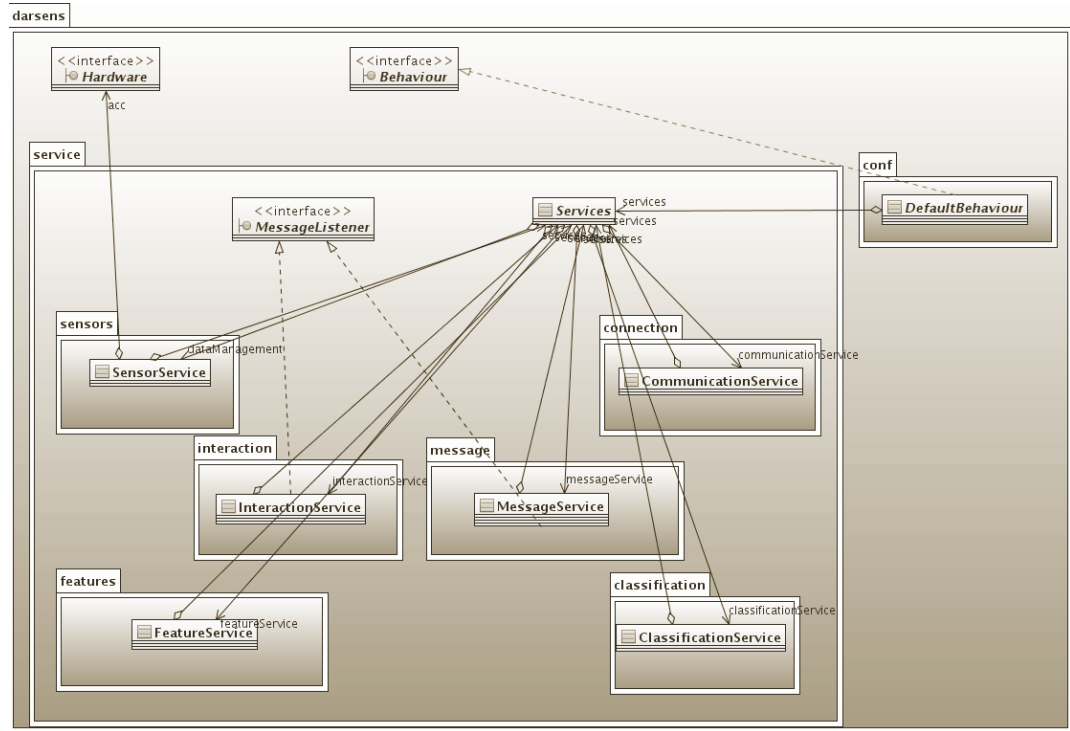 darsens
<<interface>>
Hardware
<<interface>>
Behaviour
acc
service
conf
<<interface>>
MessageListener
Services
services
services
DefaultBehaviour
services
sensors
dataManagement
SensorService
connection
communicationService
CommunicationService
interaction
interactionService
InteractionService
message
messageService
MessageService
features
featureService
FeatureService
classification
classificationService
ClassificationService